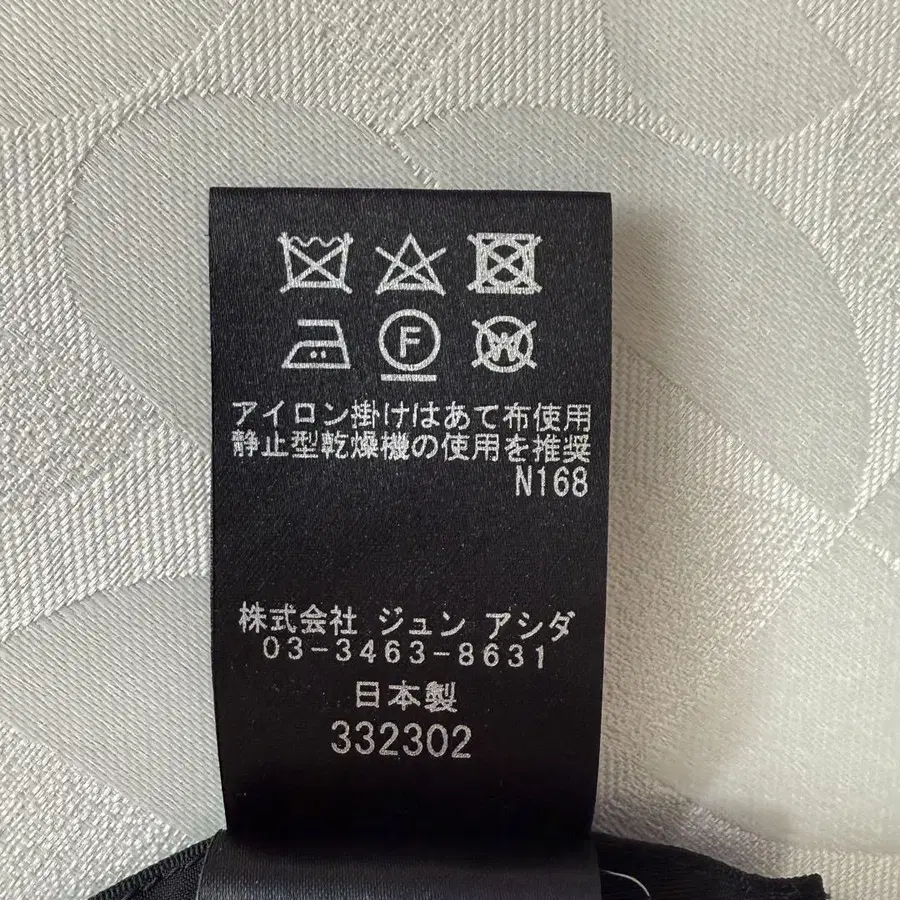 F W
アイロン掛けはあて布使用
静止型乾燥機の使用を推奨
N168
株式会社 ジュン アシダ
03-3463-8631
日本製
332302